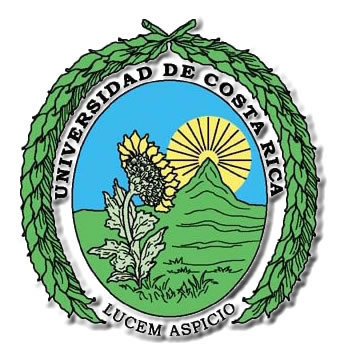 UNIVERSIDAD DE COSTA RICA
LUCEM ASPICIO